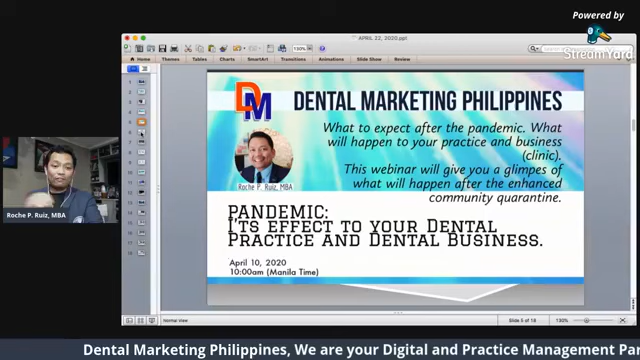 Powered by
StreamYard
APRIL 22, 2020.ppt
130%
Home
Themes
Tables
Charts
SmartArt
Transitions
Animations
Slide Show
Review
DM
DENTAL MARKETING PHILIPPINES
What to expect after the pandemic. What
will happen to your practice and business
(clinic).
This webinar will give you a glimpes of
what will happen after the enhanced
community quarantine.
Roche P. Ruiz, MBA
PANDEMIC:
I'TS EFFECT TO YOUR DENTAL
PRACTICE AND DENTAL BUSINESS.
April 10, 2020
10:00am (Manila Time)
Roche P. Ruiz, MBA
Normal View
Slide 5 of 18
130%
Dental Marketing Philippines, We are your Digital and Practice Management Par